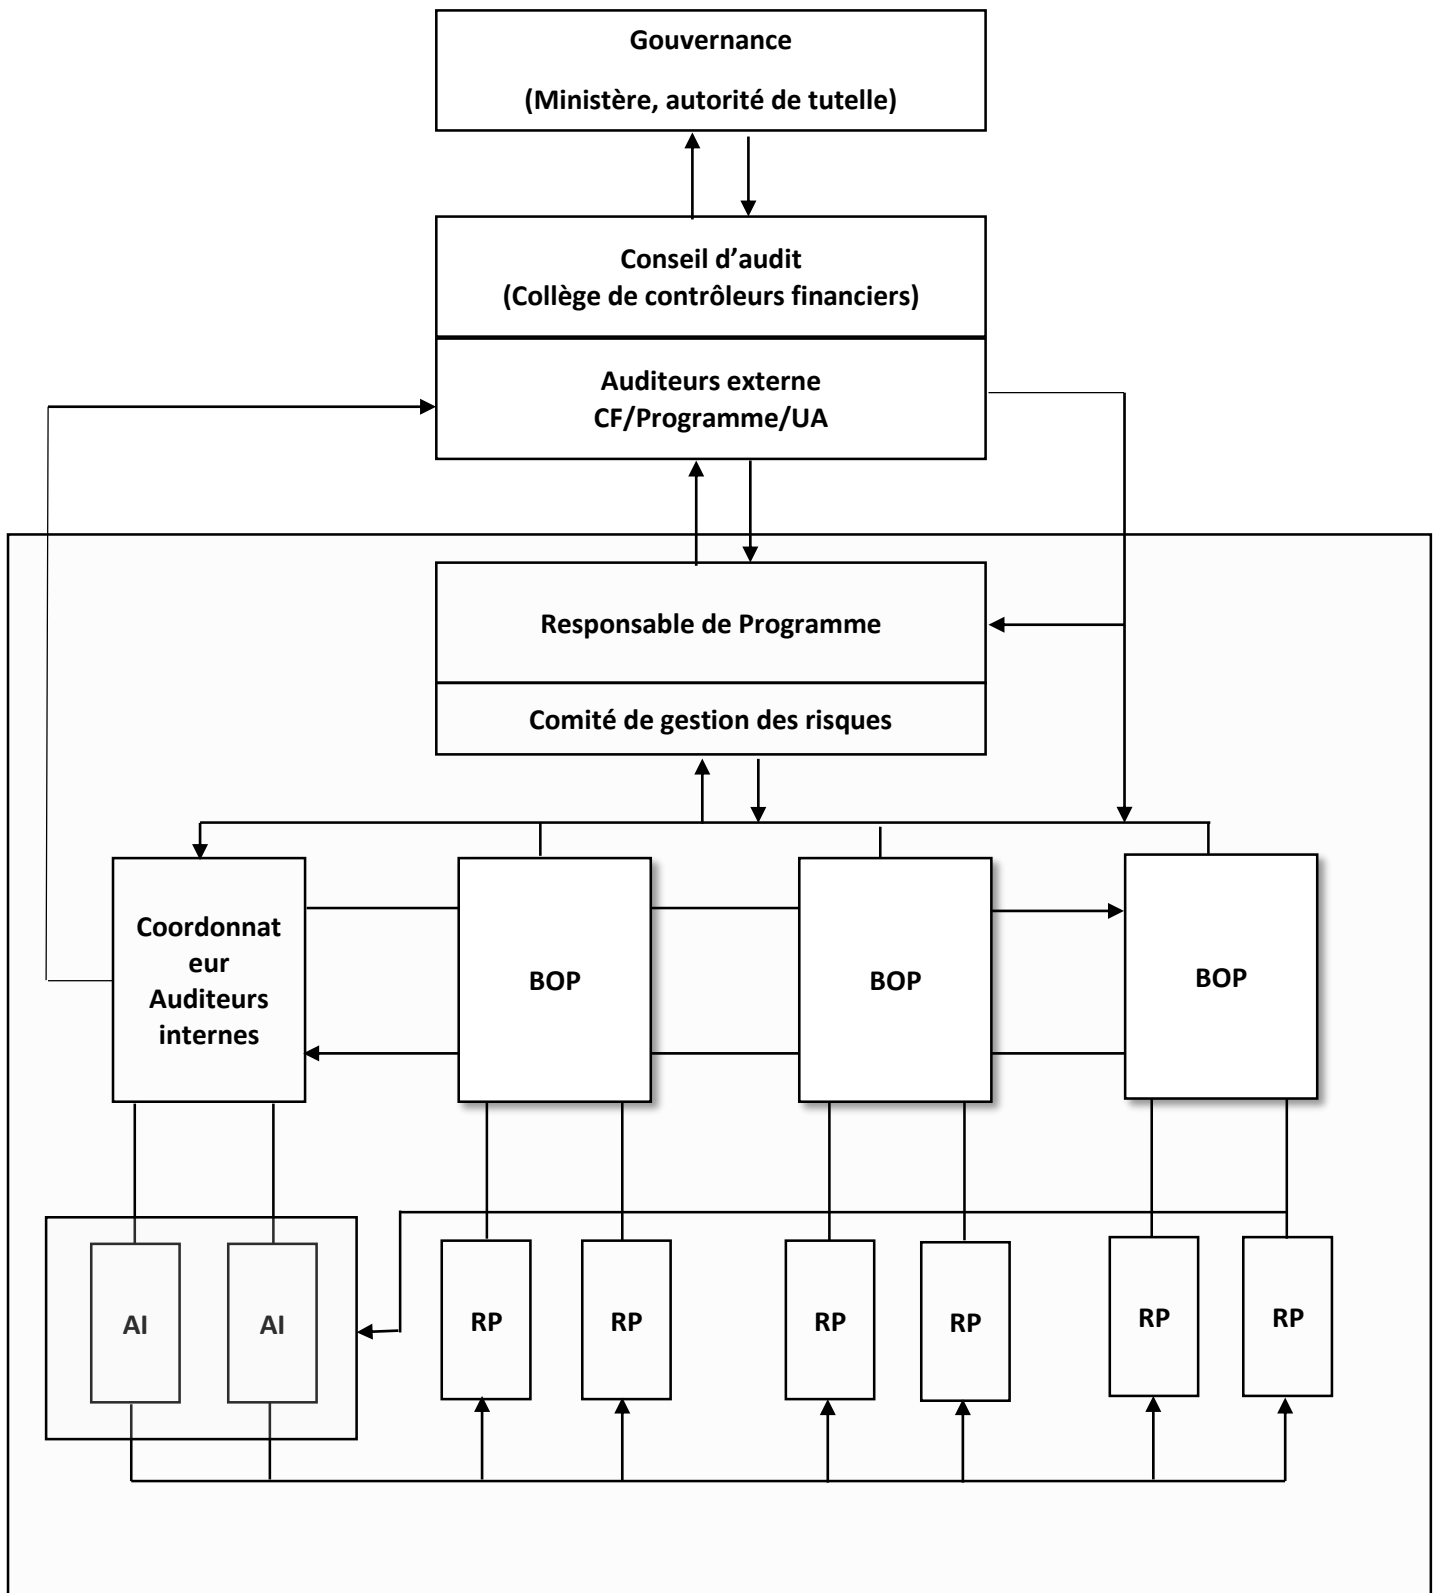 Gouvernance
(Ministère, autorité de tutelle)
Conseil d’audit
(Collège de contrôleurs financiers)
Auditeurs externe
CF/Programme/UA
Responsable de Programme
Comité de gestion des risques
Coordonnat
eur
Auditeurs
internes
BOP
BOP
BOP
AI
AI
RP
RP
RP
RP
RP
RP